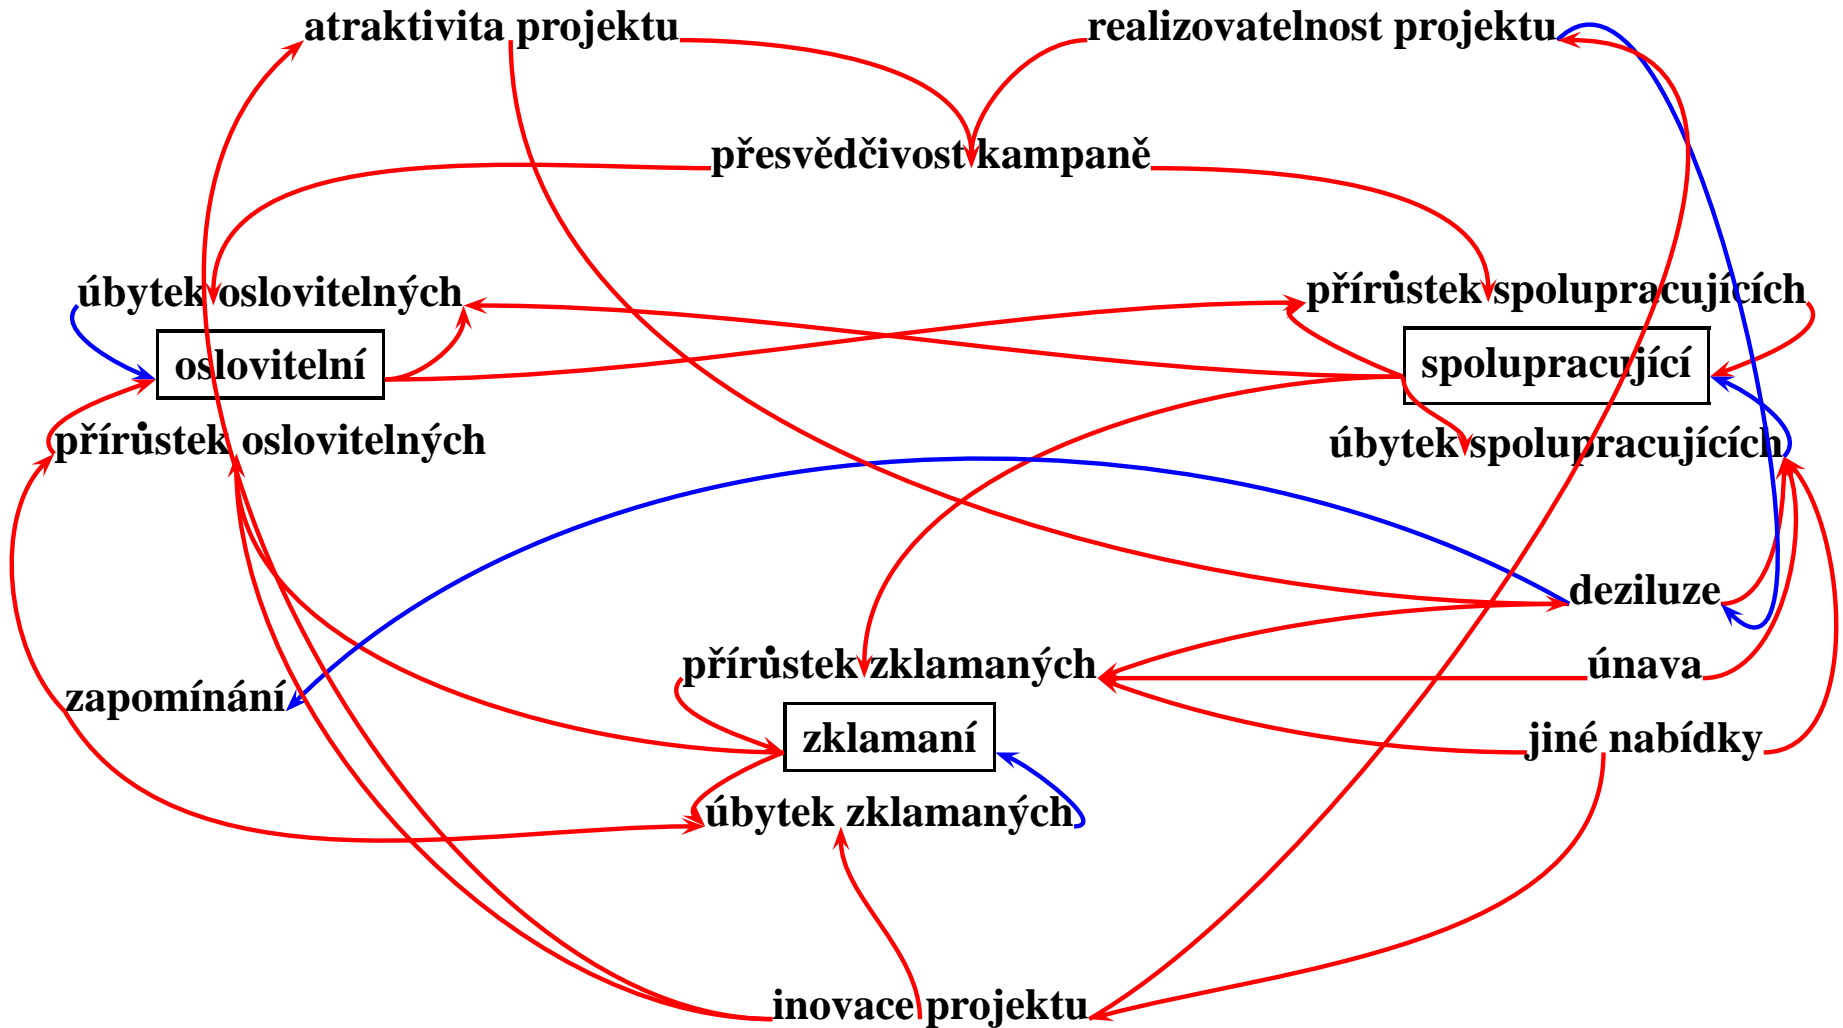 atraktivita projektu
realizovatelnost projektu
přesvědčivost kampaně
úbytek oslovitelných
přírůstek spolupracujících
oslovitelní
spolupracující
přírůstek oslovitelných
úbytek spolupracujících
deziluze
přírůstek zklamaných
únava
zapomínání
zklamaní
jiné nabídky
úbytek zklamaných
inovace projektu